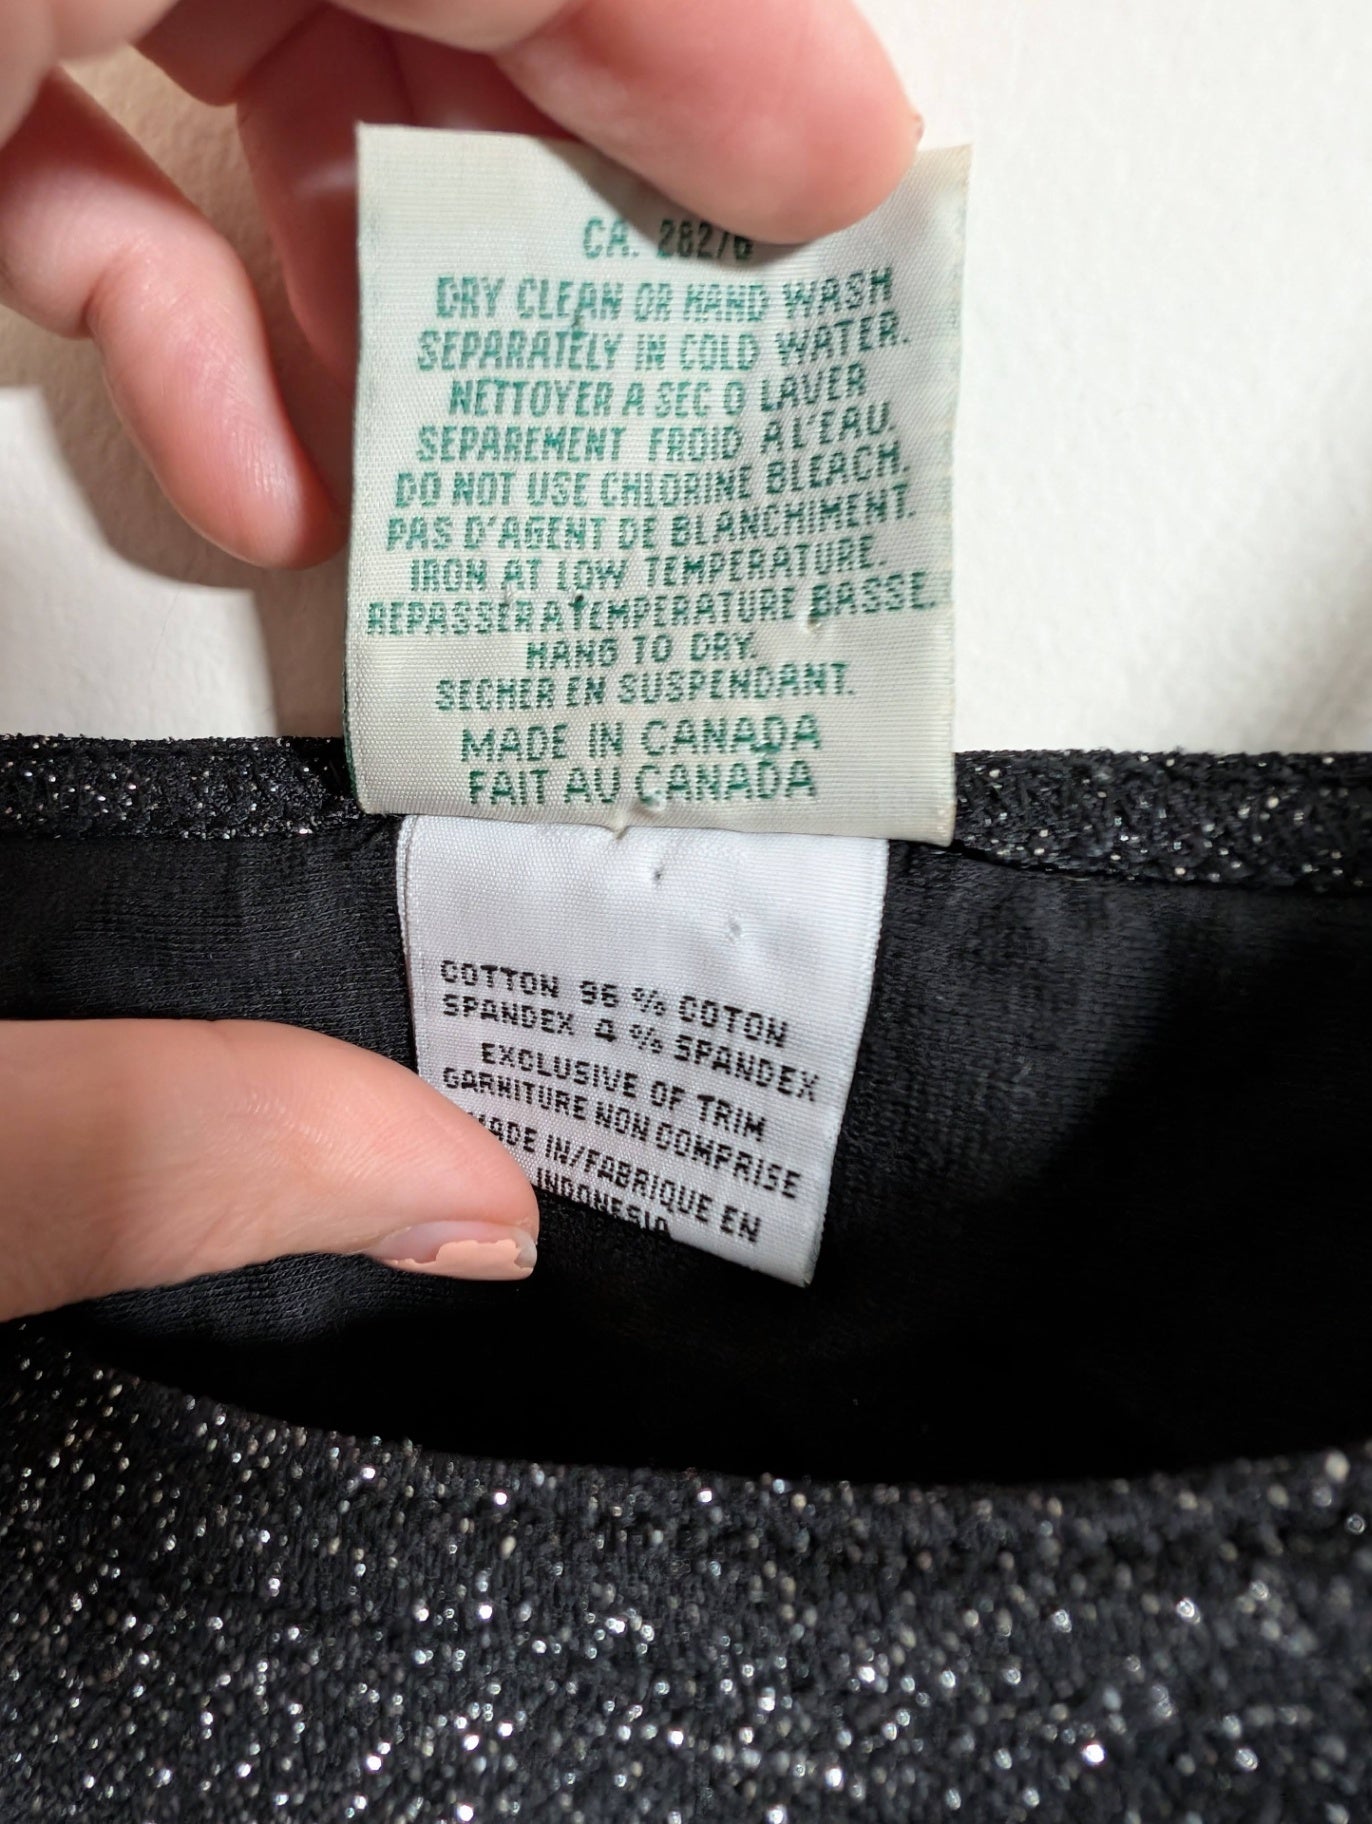 CA. 28276
DRY CLEAN OR HAND WASH
SEPARATELY IN COLD WATER.
NETTOYER A SEC O LAVER
SEPAREMENT FROID A L'EAU.
DO NOT USE CHLORINE BLEACH.
PAS D'AGENT DE BLANCHIMENT.
IRON AT LOW TEMPERATURE.
REPASSER A TEMPERATURE BASSE.
HANG TO DRY.
SECHER EN SUSPENDANT.
MADE IN CANADA
FAIT AU CANADA
COTTON 96 % COTON
SPANDEX 4 % SPANDEX
EXCLUSIVE OF TRIM
GARNITURE NON COMPRISE
MADE IN/FABRIQUE EN
INDONESIA